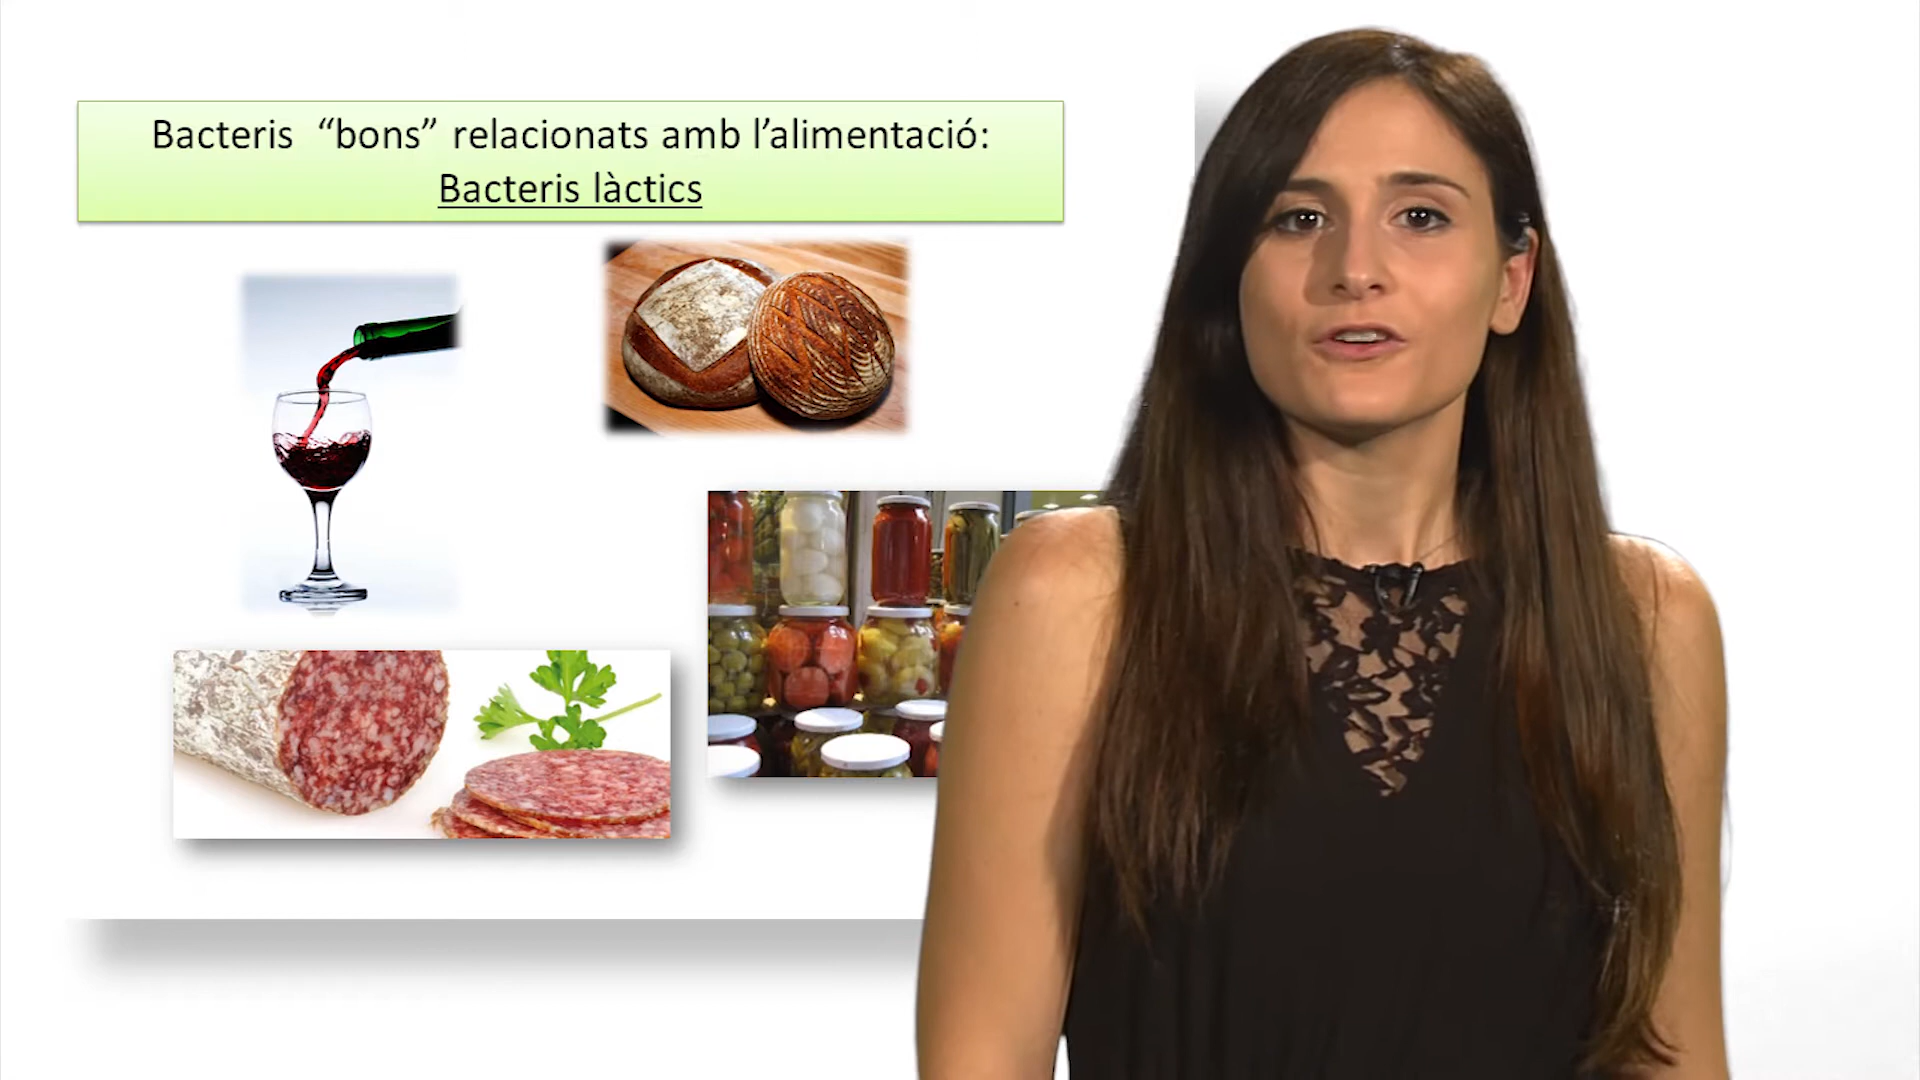 Bacteris “bons” relacionats amb l’alimentació:
Bacteris làctics